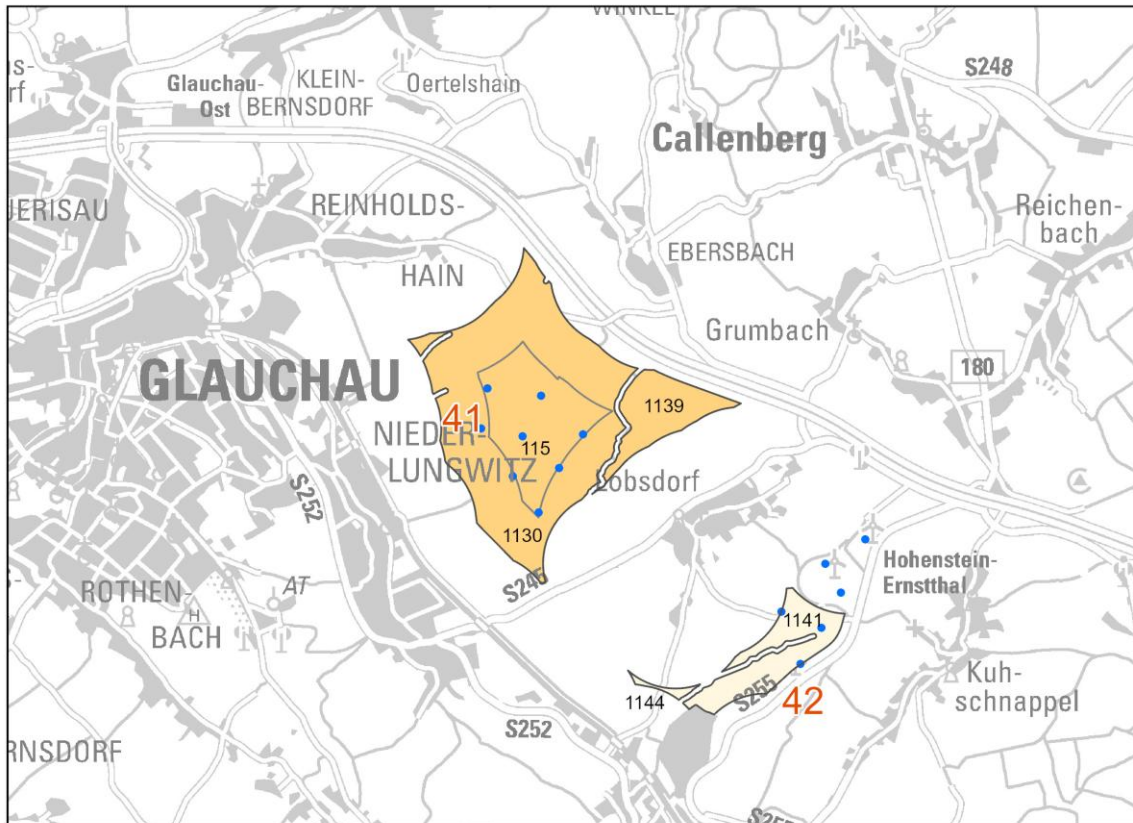 WINKEL
Glauchau-
Ost
KLEIN-
BERNSDORF
Oertelshain
S248
Callenberg
REINHOLDS-
HAIN
EBERSBACH
Reichen-
bach
Grumbach
180
GLAUCHAU
41
NIEDER-
LUNGWITZ
115
1139
Lobsdorf
1130
S252
AT
ROTHEN-
H
BACH
Hohenstein-
Ernstthal
1141
1144
S255
42
Kuh-
schnappel
S252
RNSDORF